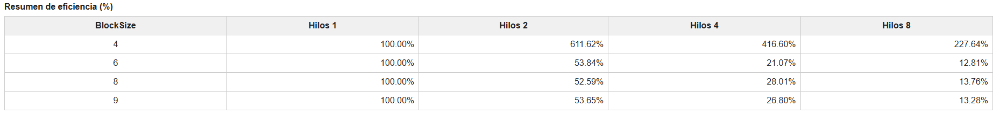 Resumen de eficiencia (%)
BlockSize Hilos 1 Hilos 2 Hilos 4 Hilos 8
4 100.00% 611.62% 416.60% 227.64%
6 100.00% 53.84% 21.07% 12.81%
8 100.00% 52.59% 28.01% 13.76%
9 100.00% 53.65% 26.80% 13.28%